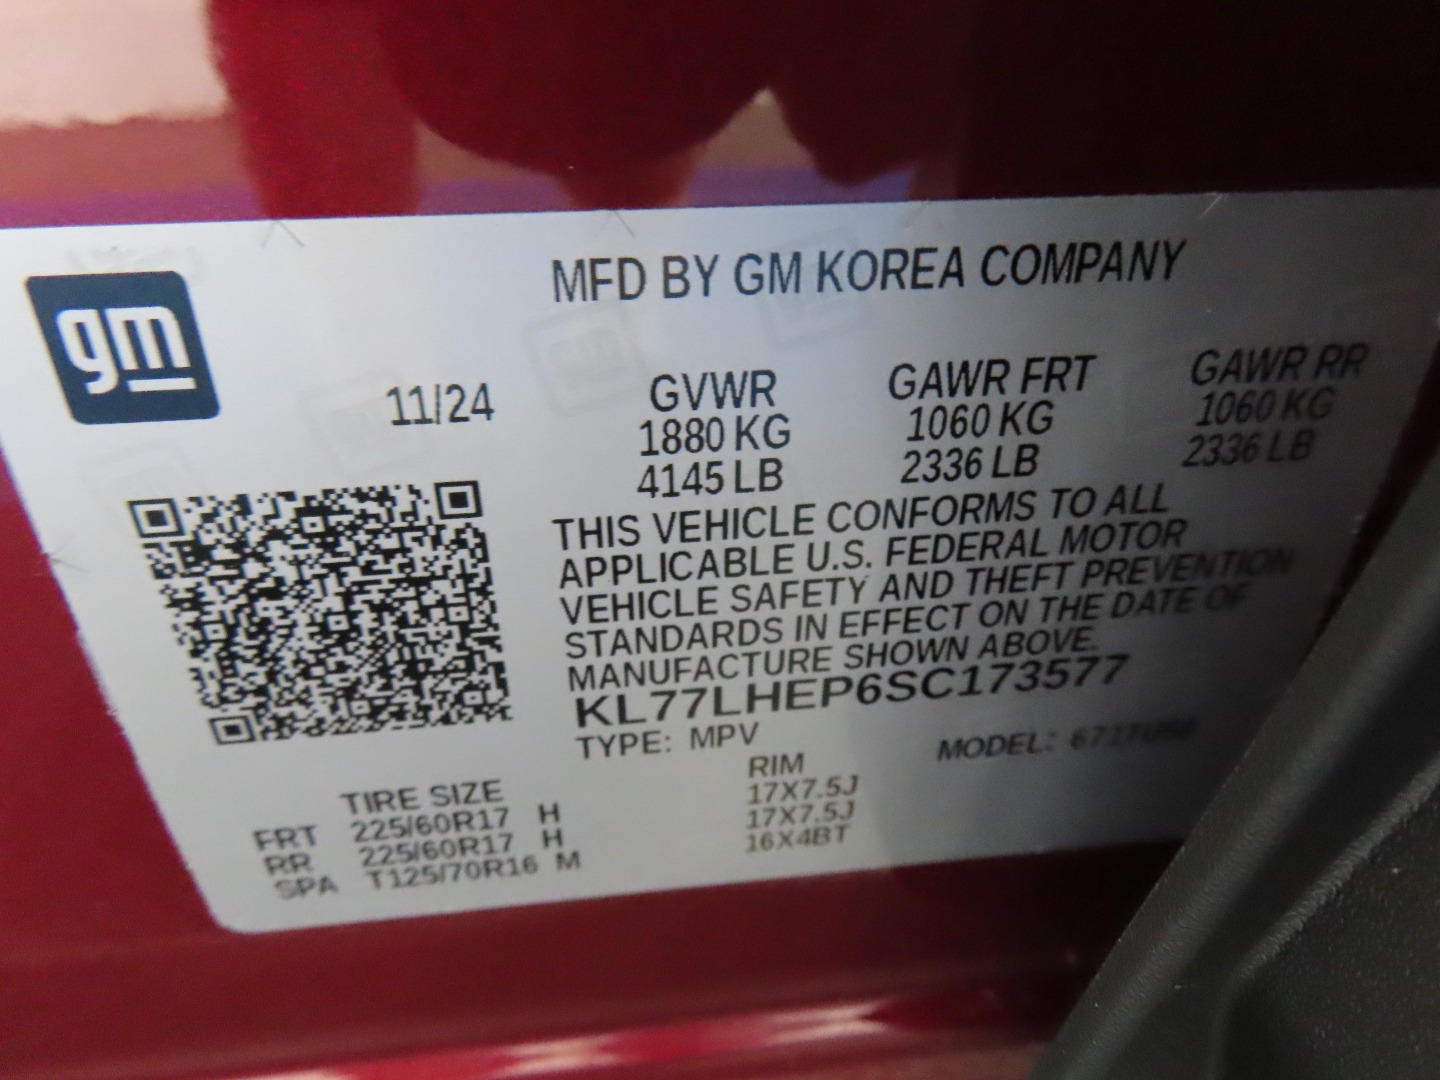 gm
MFD BY GM KOREA COMPANY
11/24
GVWR
1880 KG
4145 LB
GAWR FRT
1060 KG
2336 LB
GAWR RR
1060 KG
2336 LB
THIS VEHICLE CONFORMS TO ALL
APPLICABLE U.S. FEDERAL MOTOR
VEHICLE SAFETY AND THEFT PREVENTION
STANDARDS IN EFFECT ON THE DATE OF
MANUFACTURE SHOWN ABOVE.
KL77LHEP6SC173577
TYPE: MPV
MODEL:
TIRE SIZE
RIM
FRT 225/60R17 H 17X7.5J
RR 225/60R17 H 17X7.5J
SPA T125/70R16 M 16X4BT